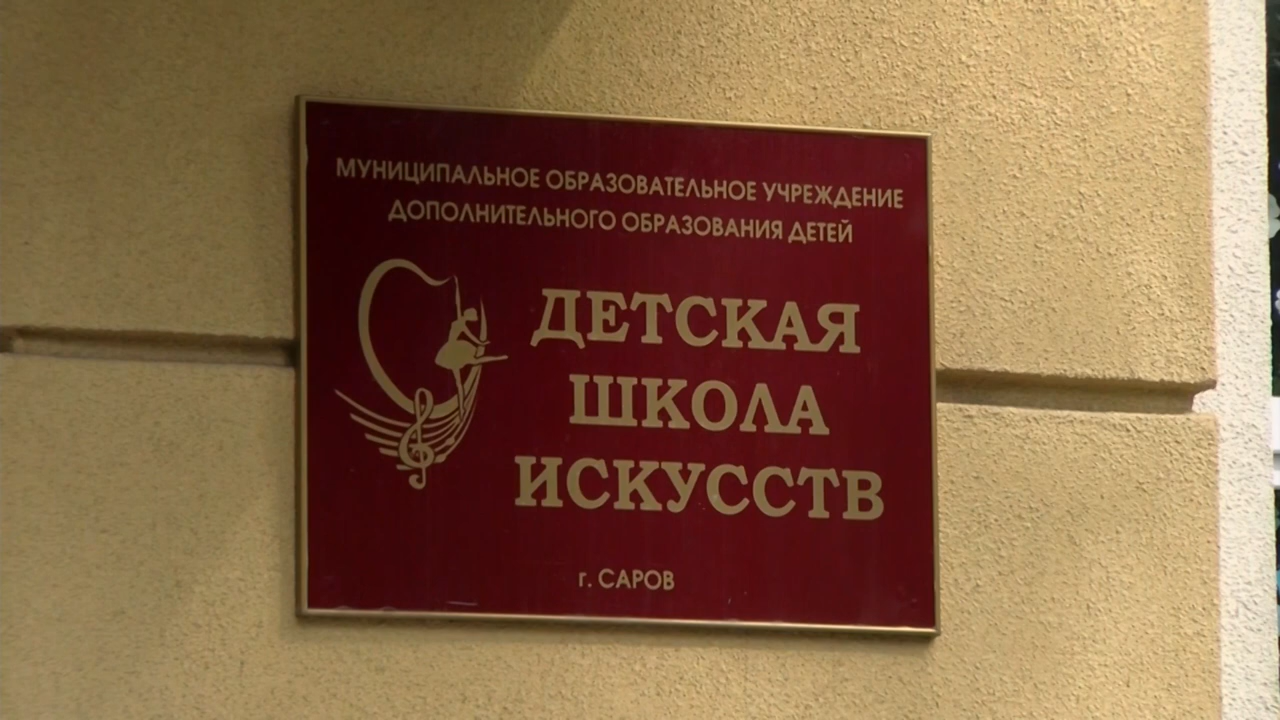 МУНИЦИПАЛЬНОЕ ОБРАЗОВАТЕЛЬНОЕ УЧРЕЖДЕНИЕ
ДОПОЛНИТЕЛЬНОГО ОБРАЗОВАНИЯ ДЕТЕЙ
ДЕТСКАЯ
ШКОЛА
ИСКУССТВ
г. САРОВ